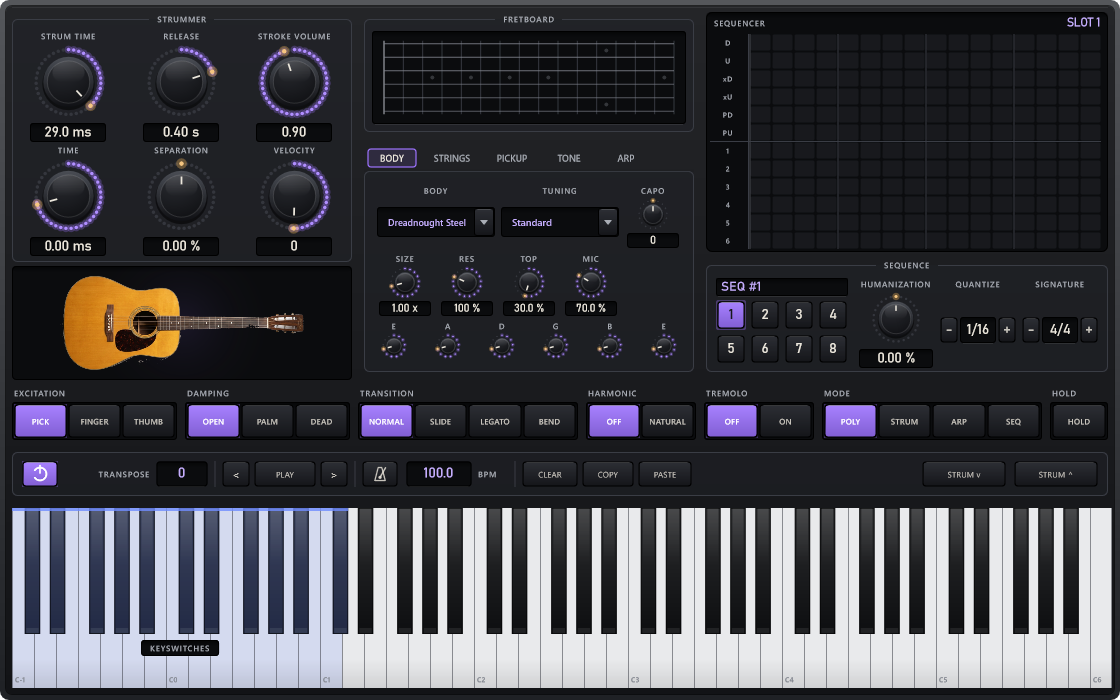 STRUMMER
STRUM TIME RELEASE STROKE VOLUME
29.0 ms 0.40 s 0.90
TIME SEPARATION VELOCITY
0.00 ms 0.00 % 0
FRETBOARD
BODY STRINGS PICKUP TONE ARP
BODY TUNING CAPO
Dreadnought Steel Standard
0
SIZE RES TOP MIC
1.00 x 100 % 30.0 % 70.0 %
E A D G B E
SEQUENCER SLOT 1
D
U
xD
xU
PD
PU
1
2
3
4
5
6
SEQUENCE
SEQ #1 HUMANIZATION QUANTIZE SIGNATURE
1 2 3 4
- 1/16 + - 4/4 +
5 6 7 8
0.00 %
EXCITATION DAMPING TRANSITION HARMONIC TREMOLO MODE HOLD
PICK FINGER THUMB OPEN PALM DEAD NORMAL SLIDE LEGATO BEND OFF NATURAL OFF ON POLY STRUM ARP SEQ HOLD
TRANSPOSE 0 < PLAY > 100.0 BPM CLEAR COPY PASTE STRUM v STRUM ^
KEYSWITCHES
C-1 C0 C1 C2 C3 C4 C5 C6